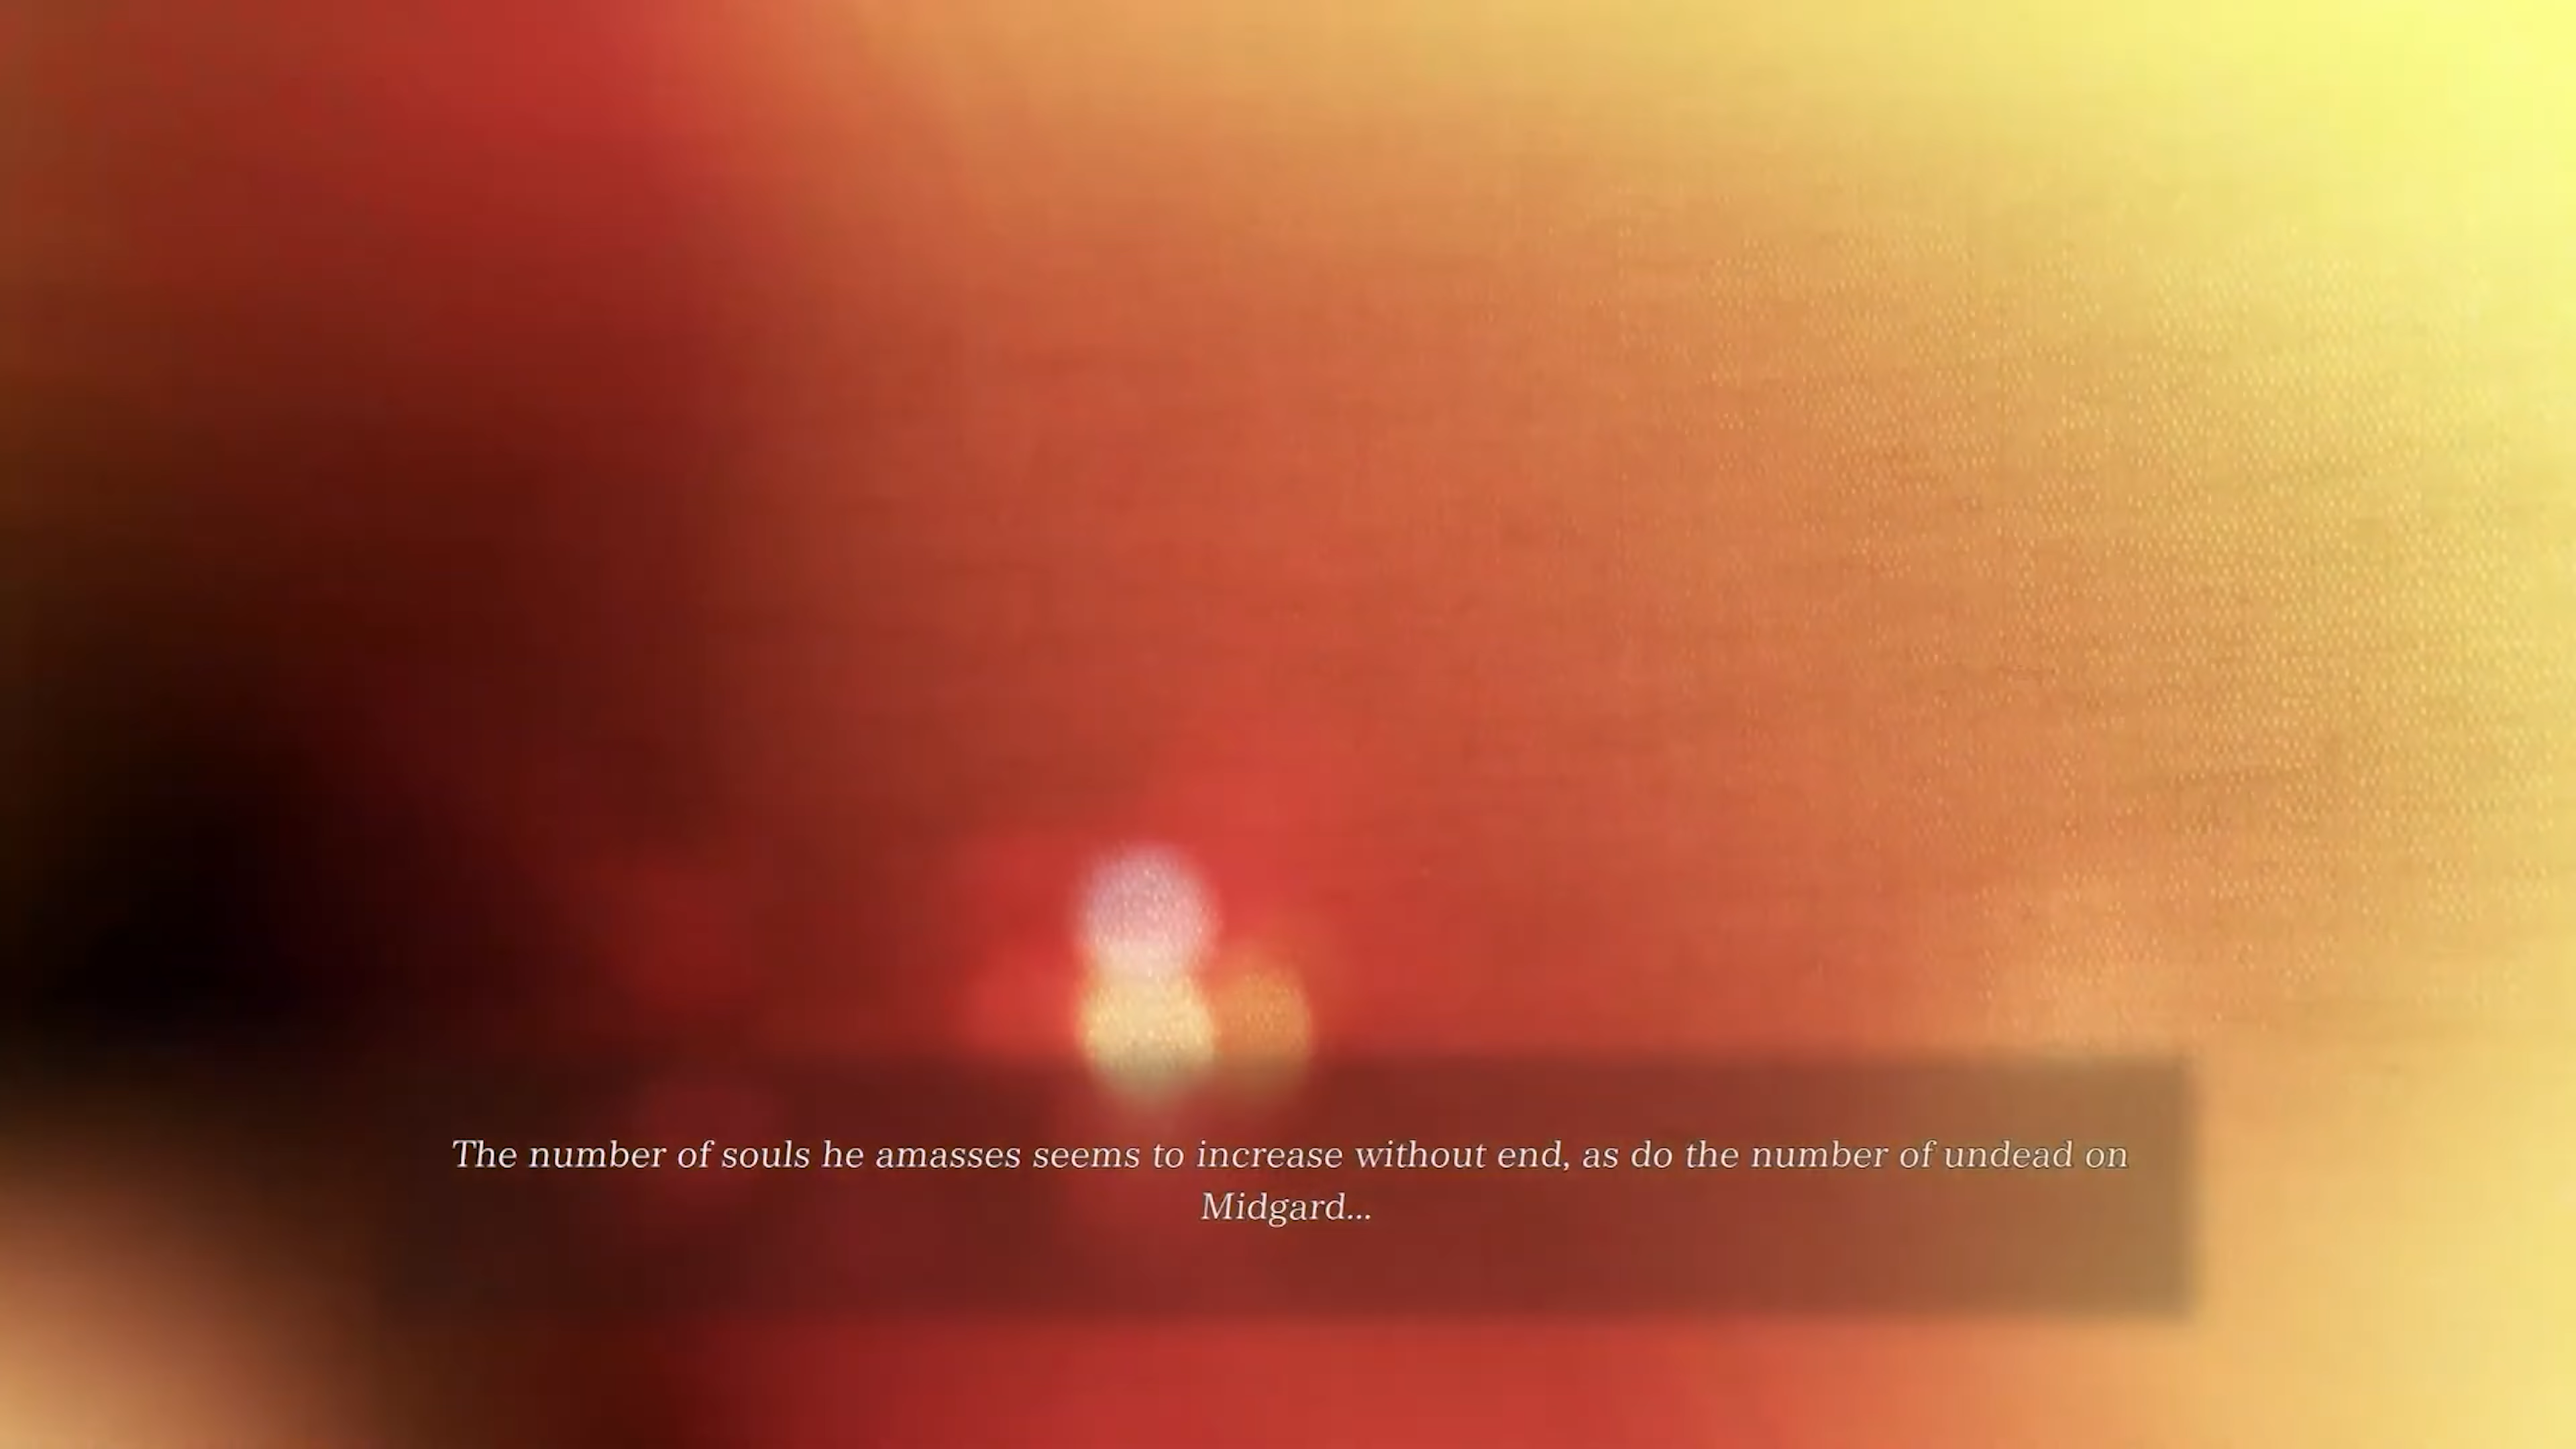 The number of souls he amasses seems to increase without end, as do the number of undead on
Midgard...